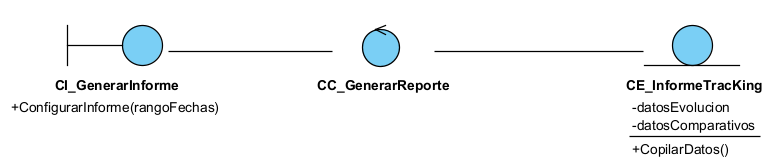 CI_GenerarInforme
+ConfigurarInforme(rangoFechas)
CC_GenerarReporte
CE_InformeTracKing
-datosEvolucion
-datosComparativos
+CopilarDatos()